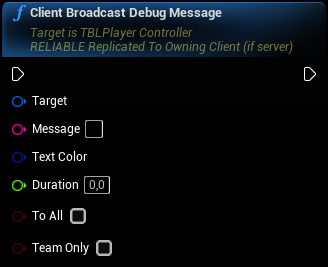 Client Broadcast Debug Message
Target is TBLPlayer Controller
RELIABLE Replicated To Owning Client (if server)
Target
Message
Text Color
Duration 0,0
To All
Team Only